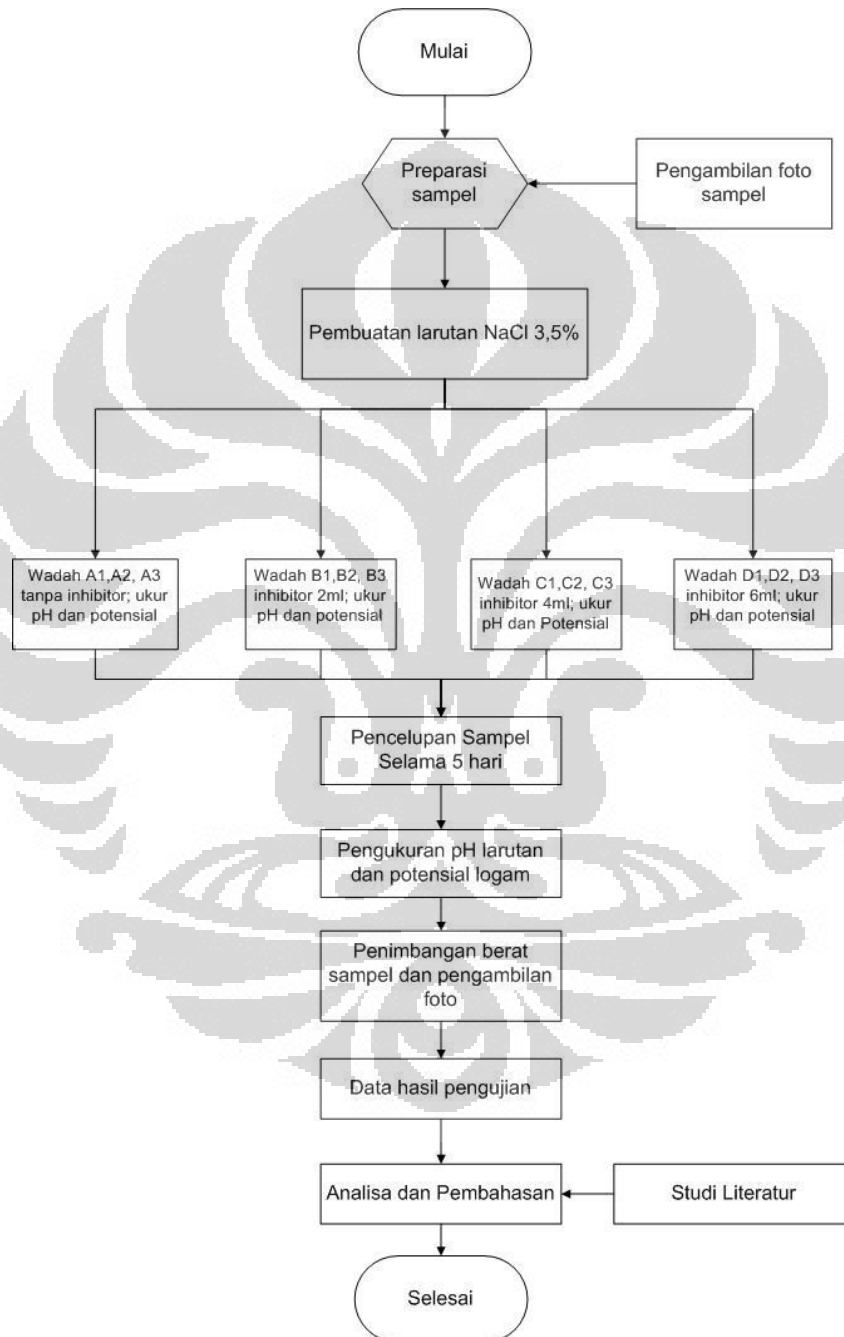 Mulai
Preparasi
sampel
Pengambilan foto
sampel
Pembuatan larutan NaCl 3,5%
Wadah A1,A2, A3
tanpa inhibitor; ukur
pH dan potensial
Wadah B1,B2, B3
inhibitor 2ml; ukur
pH dan potensial
Wadah C1,C2, C3
inhibitor 4ml; ukur
pH dan Potensial
Wadah D1,D2, D3
inhibitor 6ml; ukur
pH dan potensial
Pencelupan Sampel
Selama 5 hari
Pengukuran pH larutan
dan potensial logam
Penimbangan berat
sampel dan pengambilan
foto
Data hasil pengujian
Analisa dan Pembahasan
Studi Literatur
Selesai